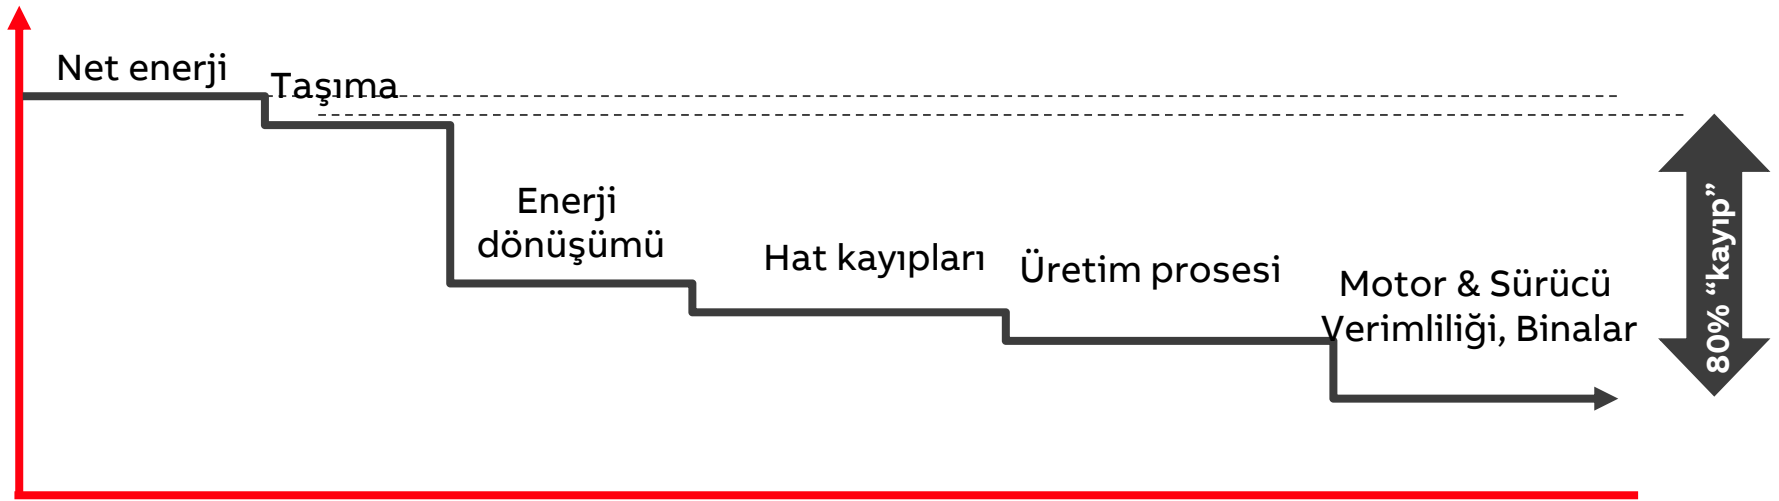 Net enerji
Taşıma
Enerji
dönüşümü
Hat kayıpları
Üretim prosesi
Motor & Sürücü
Verimliliği, Binalar
80% “kayıp”